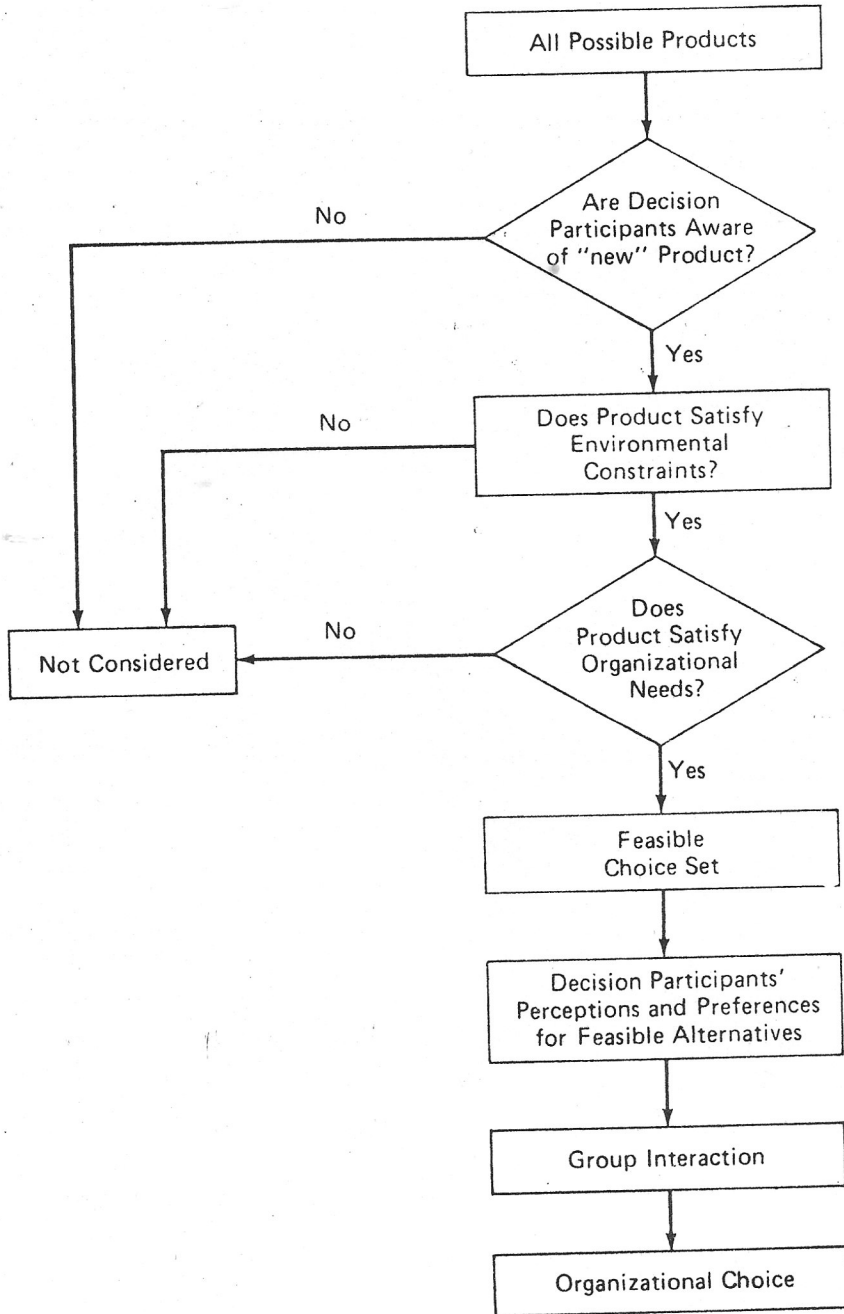 All Possible Products
Are Decision
Participants Aware
of "new" Product?
No
Yes
Does Product Satisfy
Environmental
Constraints?
No
Yes
Does
Product Satisfy
Organizational
Needs?
No
Not Considered
Yes
Feasible
Choice Set
Decision Participants'
Perceptions and Preferences
for Feasible Alternatives
Group Interaction
Organizational Choice